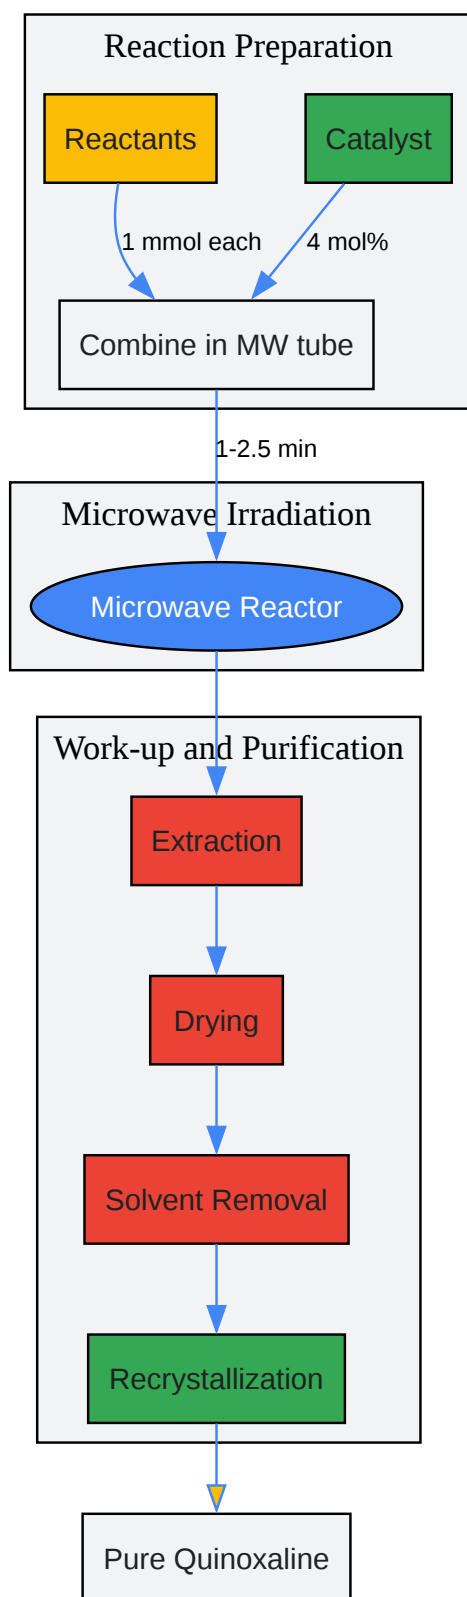 Reaction Preparation
Reactants
Catalyst
1 mmol each
4 mol%
Combine in MW tube
1-2.5 min
Microwave Irradiation
Microwave Reactor
Work-up and Purification
Extraction
Drying
Solvent Removal
Recrystallization
Pure Quinoxaline